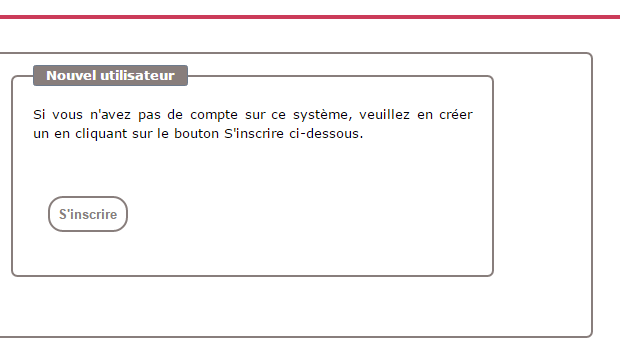 Nouvel utilisateur
Si vous n'avez pas de compte sur ce système, veuillez en créer
un en cliquant sur le bouton S'inscrire ci-dessous.
S'inscrire